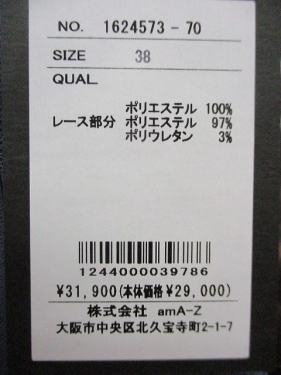 NO. 1624573-70
SIZE 38
QUAL
ポリエステル 100%
レース部分 ポリエステル 97%
ポリウレタン 3%
1244000039786
¥31,900(本体価格¥29,000)
株式会社 amA-Z
大阪市中央区北久宝寺町2-1-7